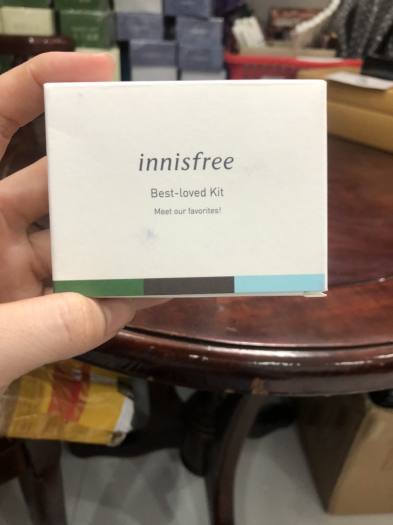 innisfree
Best-loved Kit
Meet our favorites!